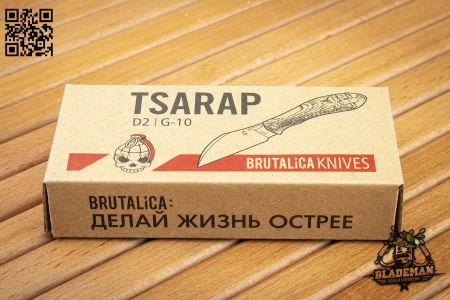 TSARAP
D2 | G-10
BRUTALiCA KNIVES
BRUTALiCA:
ДЕЛАЙ ЖИЗНЬ ОСТРЕЕ
BLADEMAN